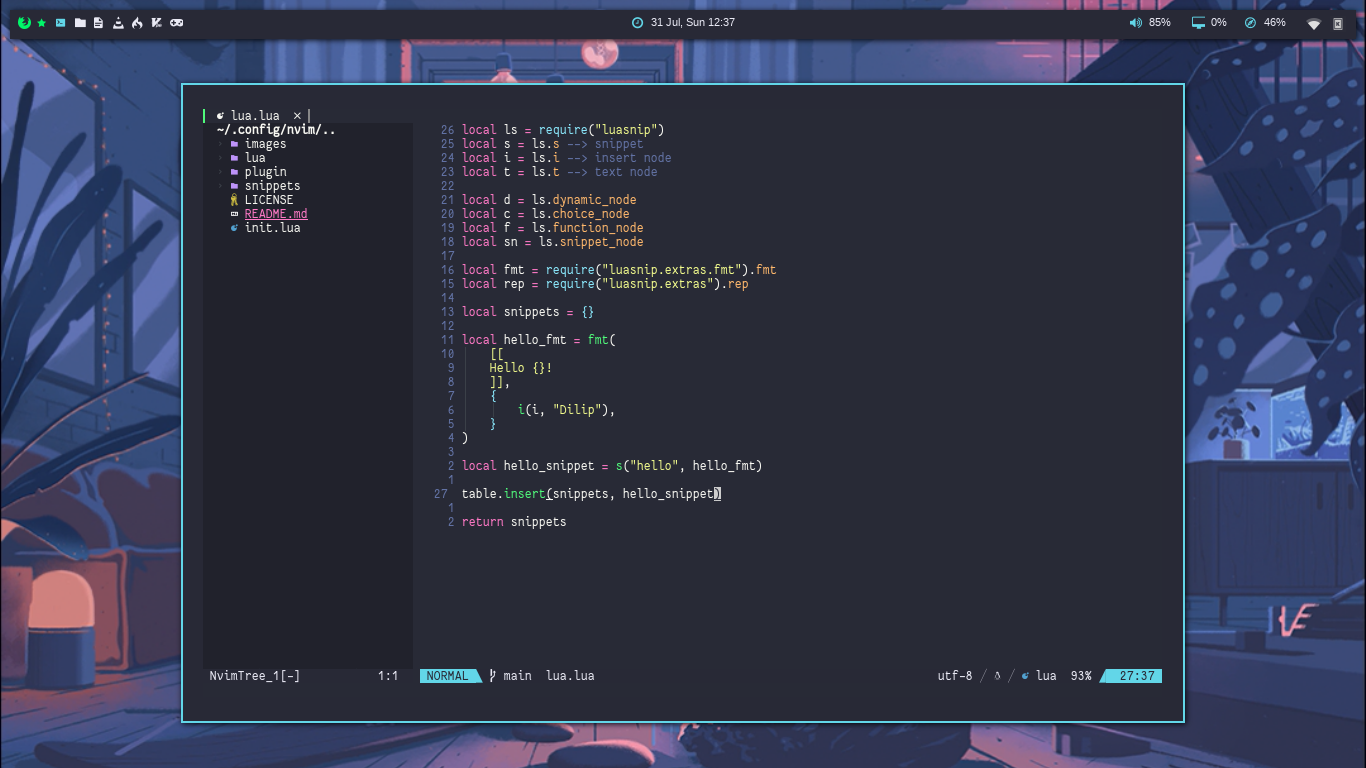 31 Jul, Sun 12:37
85% 0% 46%
lua.lua ×
~/.config/nvim/..
images
lua
plugin
snippets
LICENSE
README.md
init.lua
26 local ls = require("luasnip")
25 local s = ls.s --> snippet
24 local i = ls.i --> insert node
23 local t = ls.t --> text node
22
21 local d = ls.dynamic_node
20 local c = ls.choice_node
19 local f = ls.function_node
18 local sn = ls.snippet_node
17
16 local fmt = require("luasnip.extras.fmt").fmt
15 local rep = require("luasnip.extras").rep
14
13 local snippets = {}
12
11 local hello_fmt = fmt(
10 [[
9 Hello {}!
8 ]],
7 {
6 i(i, "Dilip"),
5 }
4 )
3
2 local hello_snippet = s("hello", hello_fmt)
1
27 table.insert(snippets, hello_snippet)
1
2 return snippets
NvimTree_1[-] 1:1 NORMAL main lua.lua utf-8 / / lua 93% 27:37